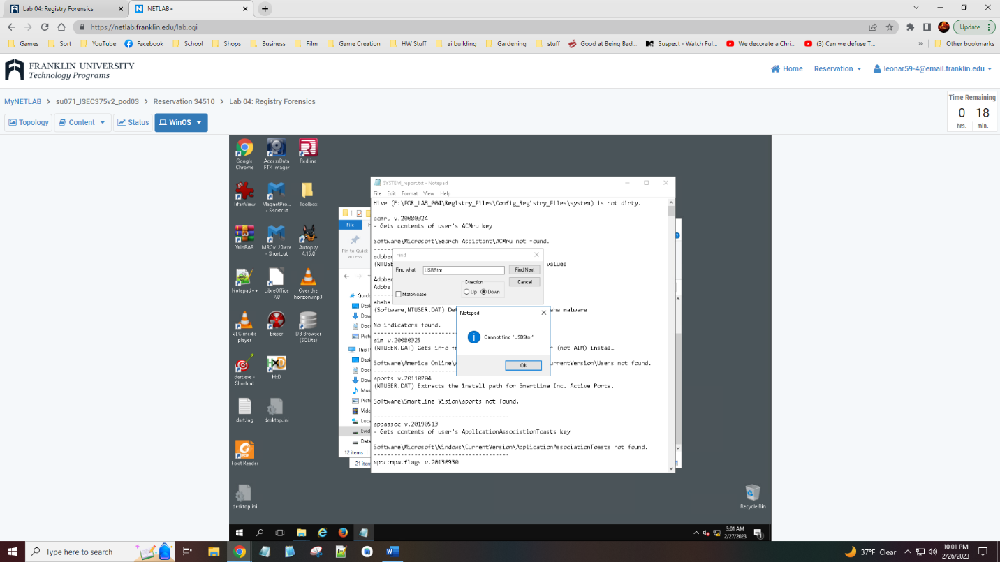 Lab 04: Registry Forensics
NETLAB+
https://netlab.franklin.edu/lab.cgi
Update
Games
Sort
YouTube
Facebook
School
Shops
Business
Film
Game Creation
HW Stuff
ai building
Gardening
stuff
Good at Being Bad...
Suspect - Watch Ful...
We decorate a Chri...
(3) Can we defuse T...
»
Other bookmarks
FRANKLIN UNIVERSITY
Technology Programs
Home
Reservation
leonar59-4@email.franklin.edu
MyNETLAB > su071_ISEC375v2_pod03 > Reservation 34510 > Lab 04: Registry Forensics
Time Remaining
0 18
hrs. min.
Topology
Content
Status
WinOS
Google Chrome
AccessData FTK Imager
Redline
IrfanView
MagnetPro... - Shortcut
Toolbox
WinRAR
MRCv120.exe - Shortcut
Autopsy 4.15.0
Notepad++
LibreOffice 7.0
Over the horizon.mp3
VLC media player
Eraser
DB Browser (SQLite)
dart.exe - Shortcut
HxD
dart.log
desktop.ini
Foxit Reader
desktop.ini
Recycle Bin
File
Pin to Quick access
Quick
Desk
Dow
Doc
Pict
This P
Desk
Doc
Dow
Mus
Pict
Vide
Loca
Evid
Data
12 items
21 item
SYSTEM_report.txt - Notepad
File Edit Format View Help
Hive (E:\FOR_LAB_004\Registry_Files\Config_Registry_Files\system) is not dirty.
acmru v.20080324
- Gets contents of user's ACMru key
Software\Microsoft\Search Assistant\ACMru not found.
adober
(NTUSE
values
Adober
Adobe
ahaha
(Software,NTUSER.DAT) Det
aha malware
No indicators found.
----------------------------------
aim v.20080325
(NTUSER.DAT) Gets info fr
r (not AIM) install
Software\America Online\A
urrentVersion\Users not found.
----------------------------------
aports v.20110204
(NTUSER.DAT) Extracts the install path for SmartLine Inc. Active Ports.
Software\SmartLine Vision\aports not found.
----------------------------------
appassoc v.20190513
- Gets contents of user's ApplicationAssociationToasts key
Software\Microsoft\Windows\CurrentVersion\ApplicationAssociationToasts not found.
----------------------------------
appcompatflags v.20130930
Find
Find what:
USBStor
Find Next
Cancel
Direction
Up
Down
Match case
Notepad
Cannot find "USBStor"
OK
3:01 AM
2/27/2023
1
Type here to search
37°F Clear
10:01 PM
2/26/2023